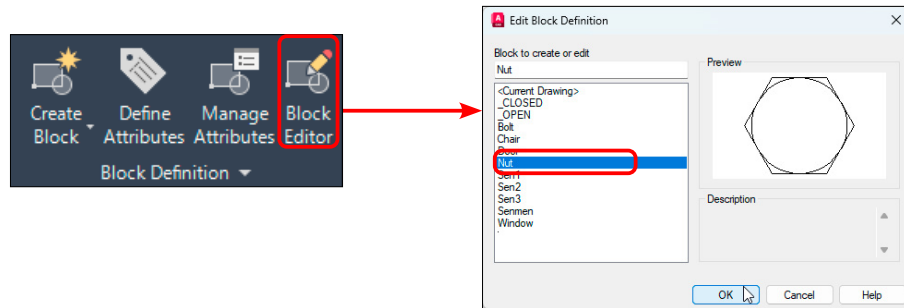 Create Block
Define Attributes
Manage Attributes
Block Editor
Block Definition
Edit Block Definition
Block to create or edit
Nut
<Current Drawing>
_CLOSED
_OPEN
Bolt
Chair
Door
Nut
Sen1
Sen2
Sen3
Senmen
Window
Preview
Description
OK
Cancel
Help